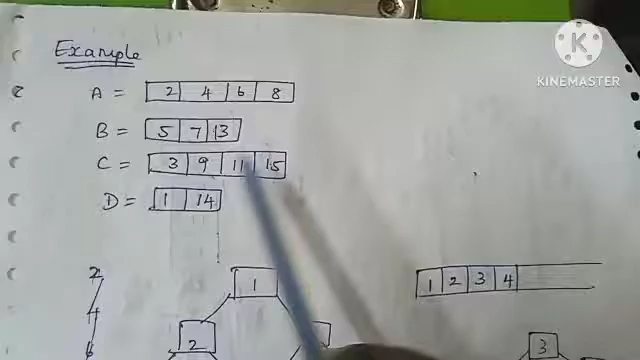 Example
K
KINEMASTER
A = 2 4 6 8
B = 5 7 13
C = 3 9 11 15
D = 1 14
2
4
6
1
2
1 2 3 4
3